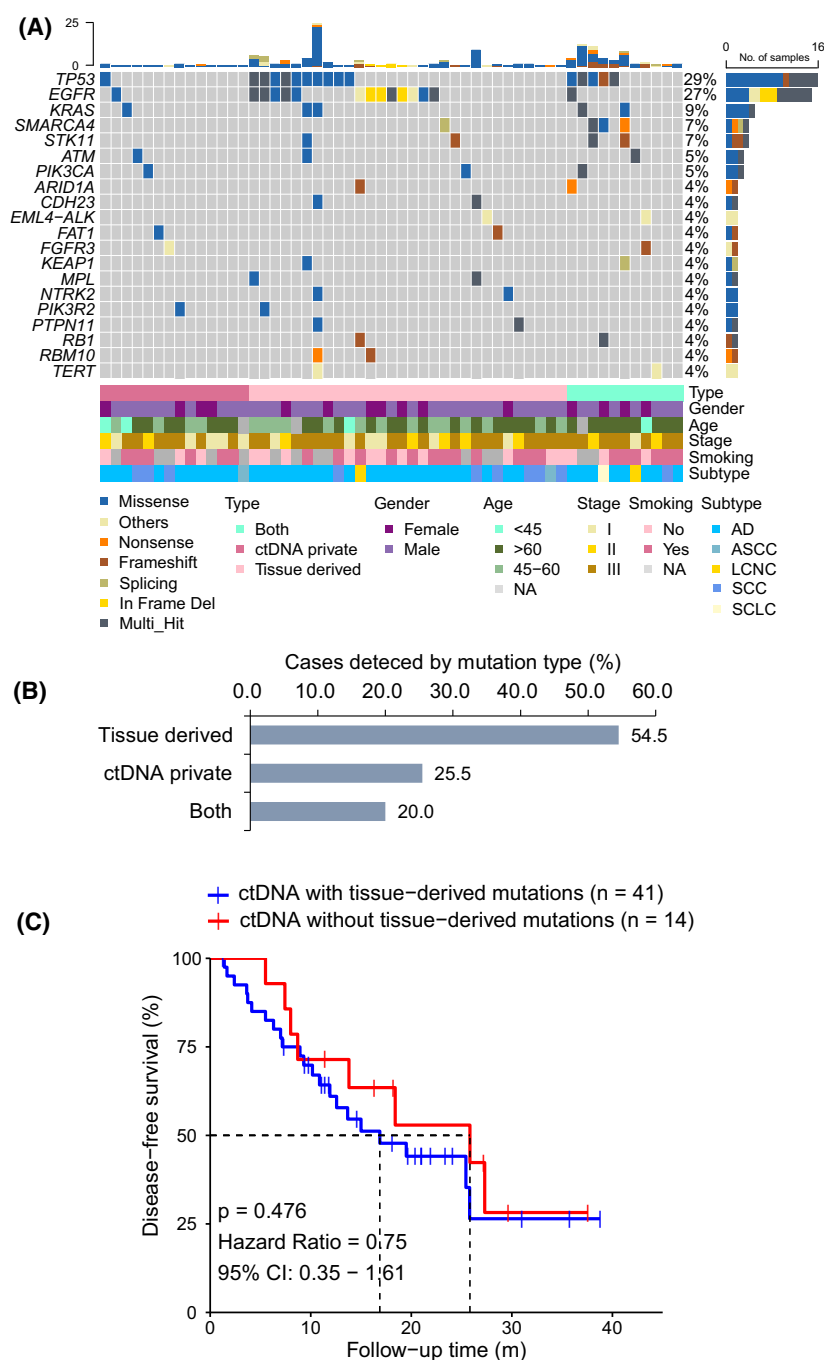 (A)
25
0
0
16
No. of samples
TP53 29%
EGFR 27%
KRAS 9%
SMARCA4 7%
STK11 7%
ATM 5%
PIK3CA 5%
ARID1A 4%
CDH23 4%
EML4-ALK 4%
FAT1 4%
FGFR3 4%
KEAP1 4%
MPL 4%
NTRK2 4%
PIK3R2 4%
PTPN11 4%
RB1 4%
RBM10 4%
TERT 4%
Type
Gender
Age
Stage
Smoking
Subtype
Missense
Others
Nonsense
Frameshift
Splicing
In Frame Del
Multi_Hit
Type
Both
ctDNA private
Tissue derived
Gender
Female
Male
Age
<45
>60
45-60
NA
Stage
I
II
III
Smoking
No
Yes
NA
Subtype
AD
ASCC
LCNC
SCC
SCLC
(B)
Cases deteced by mutation type (%)
0.0 10.0 20.0 30.0 40.0 50.0 60.0
Tissue derived 54.5
ctDNA private 25.5
Both 20.0
(C)
ctDNA with tissue-derived mutations (n = 41)
ctDNA without tissue-derived mutations (n = 14)
Disease-free survival (%)
100
75
50
25
0
p = 0.476
Hazard Ratio = 0.75
95% CI: 0.35 - 1.61
0 10 20 30 40
Follow-up time (m)